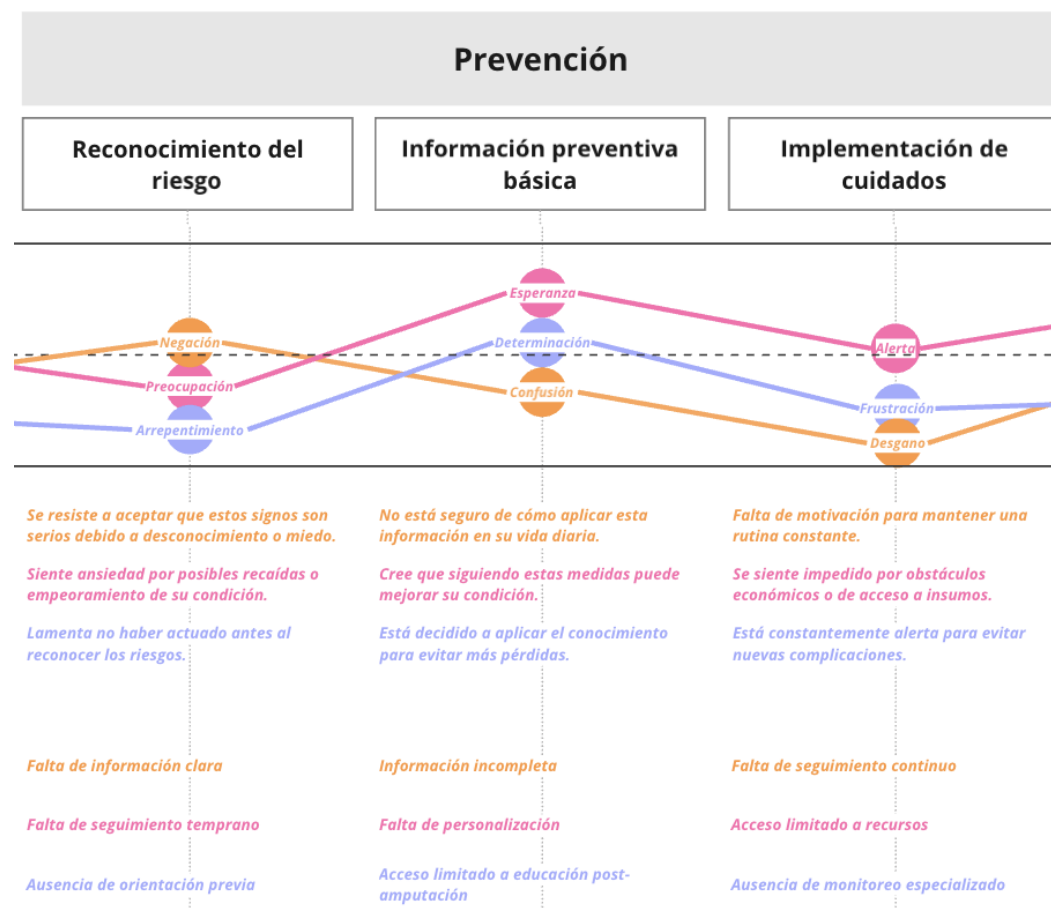 Prevención
Reconocimiento del
riesgo
Información preventiva
básica
Implementación de
cuidados
Esperanza
Negación
Determinación
Alerta
Preocupación
Confusión
Frustración
Arrepentimiento
Desgano
Se resiste a aceptar que estos signos son
serios debido a desconocimiento o miedo.
Siente ansiedad por posibles recaídas o
empeoramiento de su condición.
Lamenta no haber actuado antes al
reconocer los riesgos.
No está seguro de cómo aplicar esta
información en su vida diaria.
Cree que siguiendo estas medidas puede
mejorar su condición.
Está decidido a aplicar el conocimiento
para evitar más pérdidas.
Falta de motivación para mantener una
rutina constante.
Se siente impedido por obstáculos
económicos o de acceso a insumos.
Está constantemente alerta para evitar
nuevas complicaciones.
Falta de información clara
Falta de seguimiento temprano
Ausencia de orientación previa
Información incompleta
Falta de personalización
Acceso limitado a educación post-
amputación
Falta de seguimiento continuo
Acceso limitado a recursos
Ausencia de monitoreo especializado